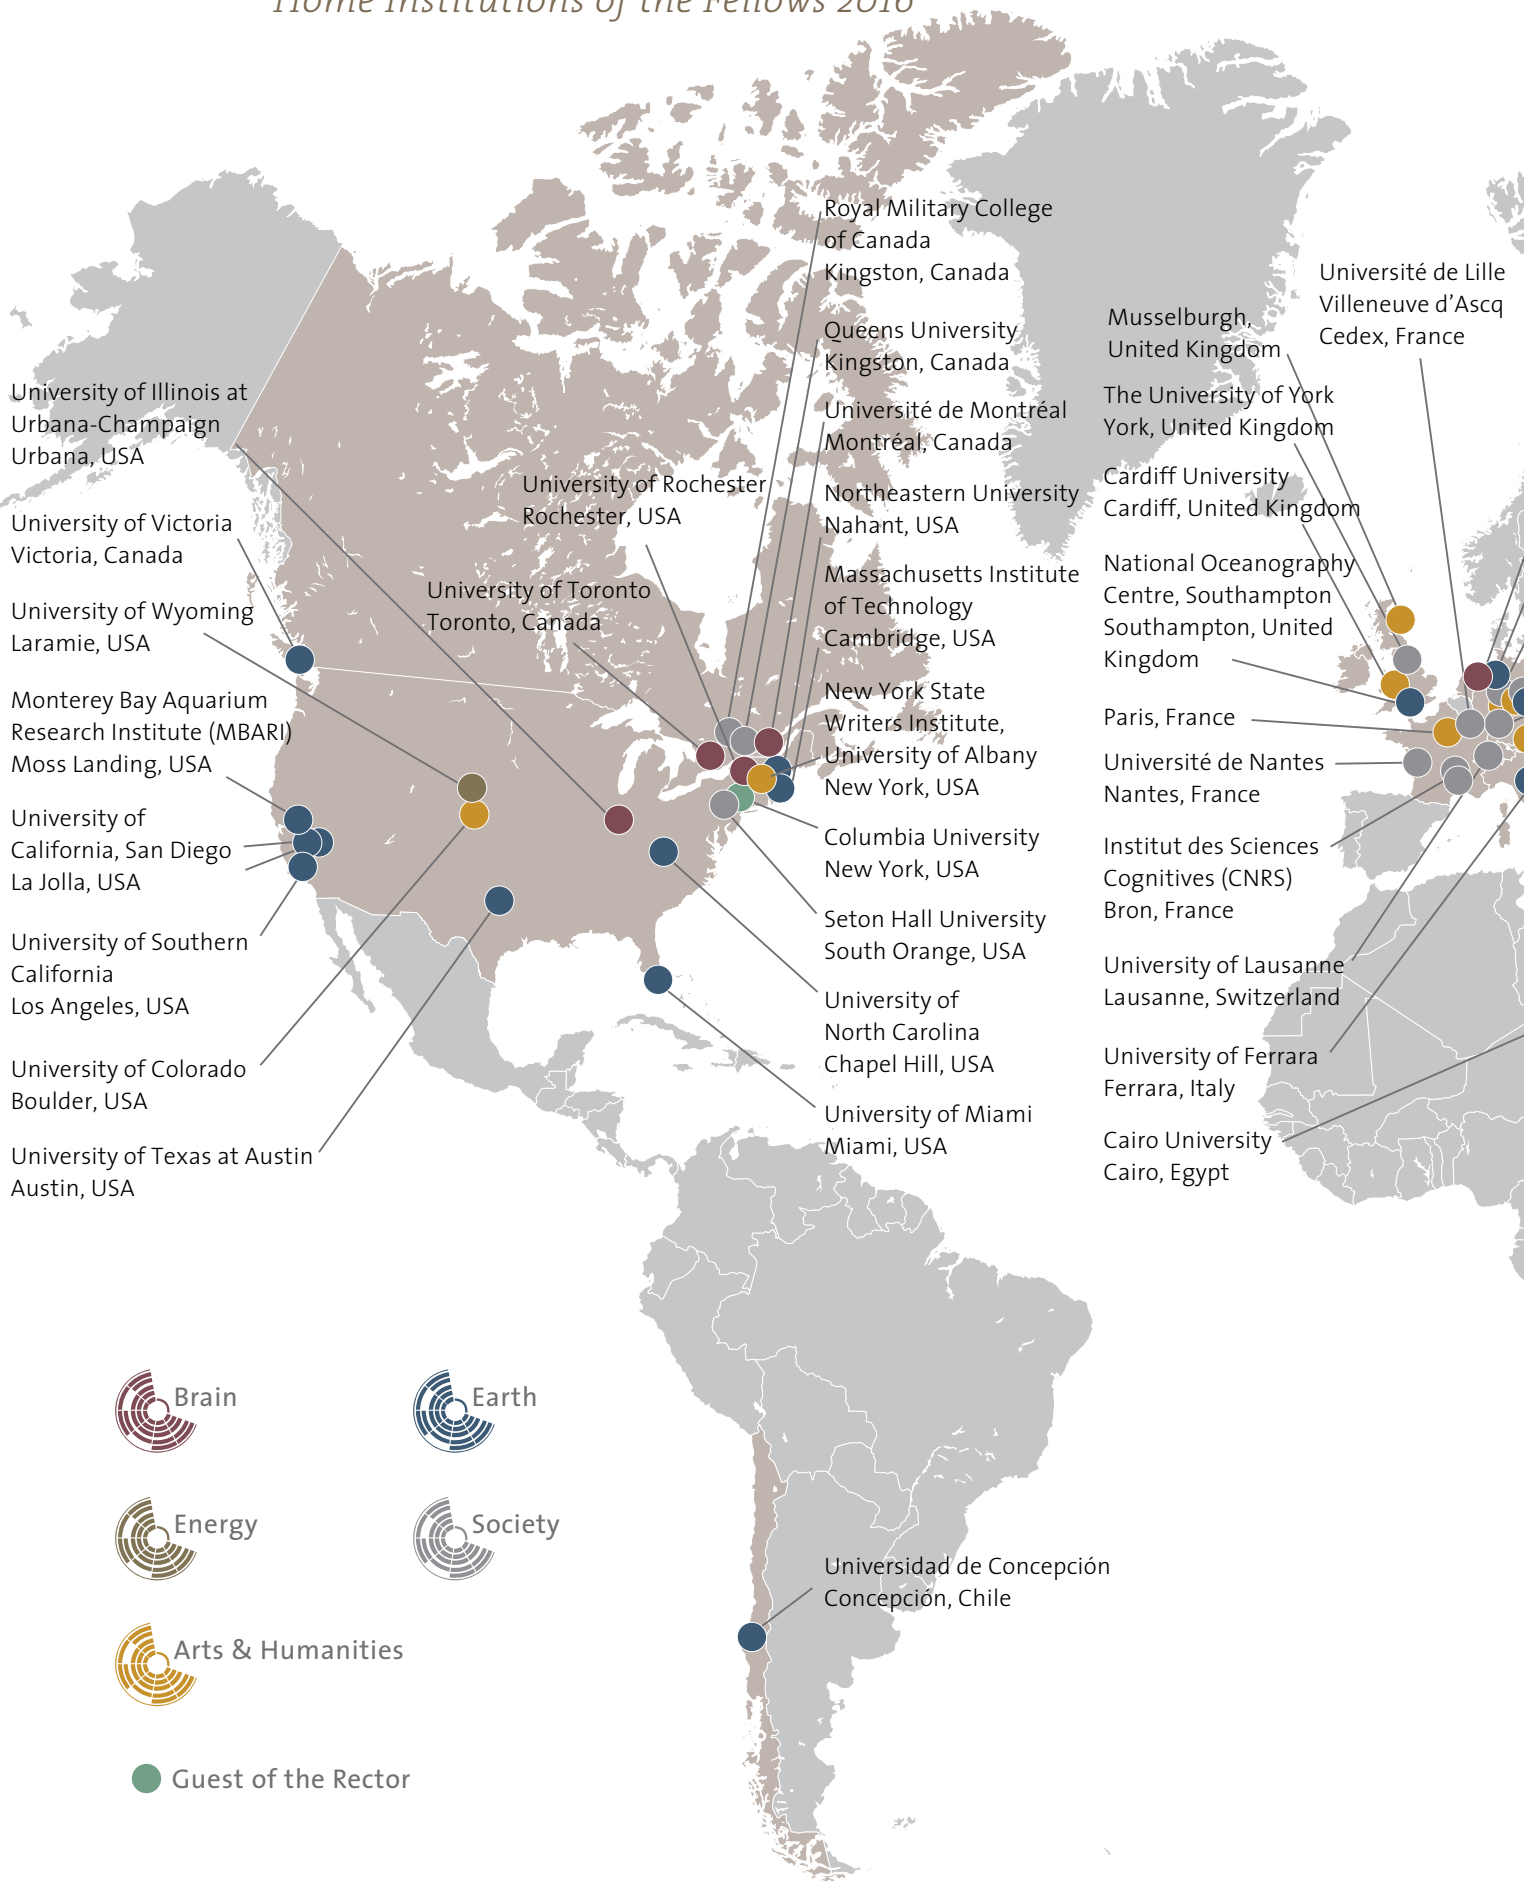 Home Institutions of the Fellows 2016
Royal Military College
of Canada
Kingston, Canada
Queens University
Kingston, Canada
Université de Montréal
Montréal, Canada
Northeastern University
Nahant, USA
Massachusetts Institute
of Technology
Cambridge, USA
New York State
Writers Institute,
University of Albany
New York, USA
Columbia University
New York, USA
Seton Hall University
South Orange, USA
University of
North Carolina
Chapel Hill, USA
University of Miami
Miami, USA
University of Illinois at
Urbana-Champaign
Urbana, USA
University of Victoria
Victoria, Canada
University of Wyoming
Laramie, USA
Monterey Bay Aquarium
Research Institute (MBARI)
Moss Landing, USA
University of
California, San Diego
La Jolla, USA
University of Southern
California
Los Angeles, USA
University of Colorado
Boulder, USA
University of Texas at Austin
Austin, USA
University of Rochester
Rochester, USA
University of Toronto
Toronto, Canada
Université de Lille
Villeneuve d’Ascq
Cedex, France
Musselburgh,
United Kingdom
The University of York
York, United Kingdom
Cardiff University
Cardiff, United Kingdom
National Oceanography
Centre, Southampton
Southampton, United
Kingdom
Paris, France
Université de Nantes
Nantes, France
Institut des Sciences
Cognitives (CNRS)
Bron, France
University of Lausanne
Lausanne, Switzerland
University of Ferrara
Ferrara, Italy
Cairo University
Cairo, Egypt
Universidad de Concepción
Concepción, Chile
Brain
Earth
Energy
Society
Arts & Humanities
Guest of the Rector